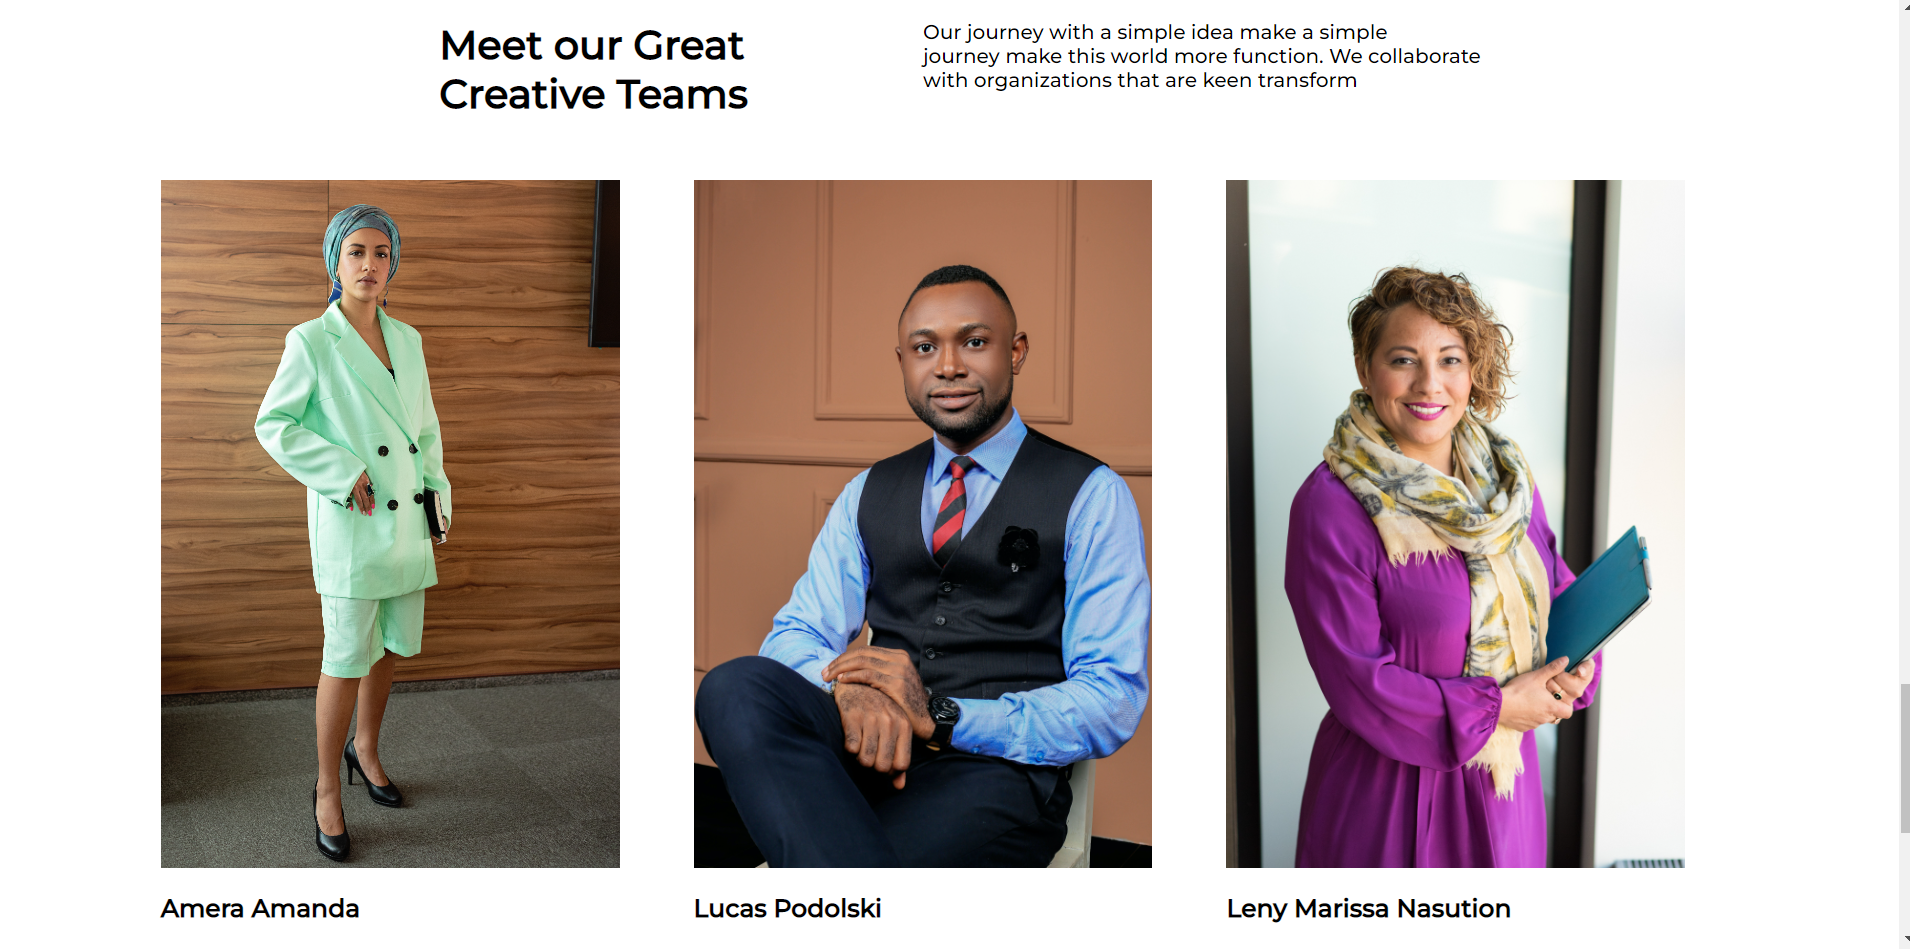 Meet our Great
Creative Teams
Our journey with a simple idea make a simple
journey make this world more function. We collaborate
with organizations that are keen transform
Amera Amanda
Lucas Podolski
Leny Marissa Nasution